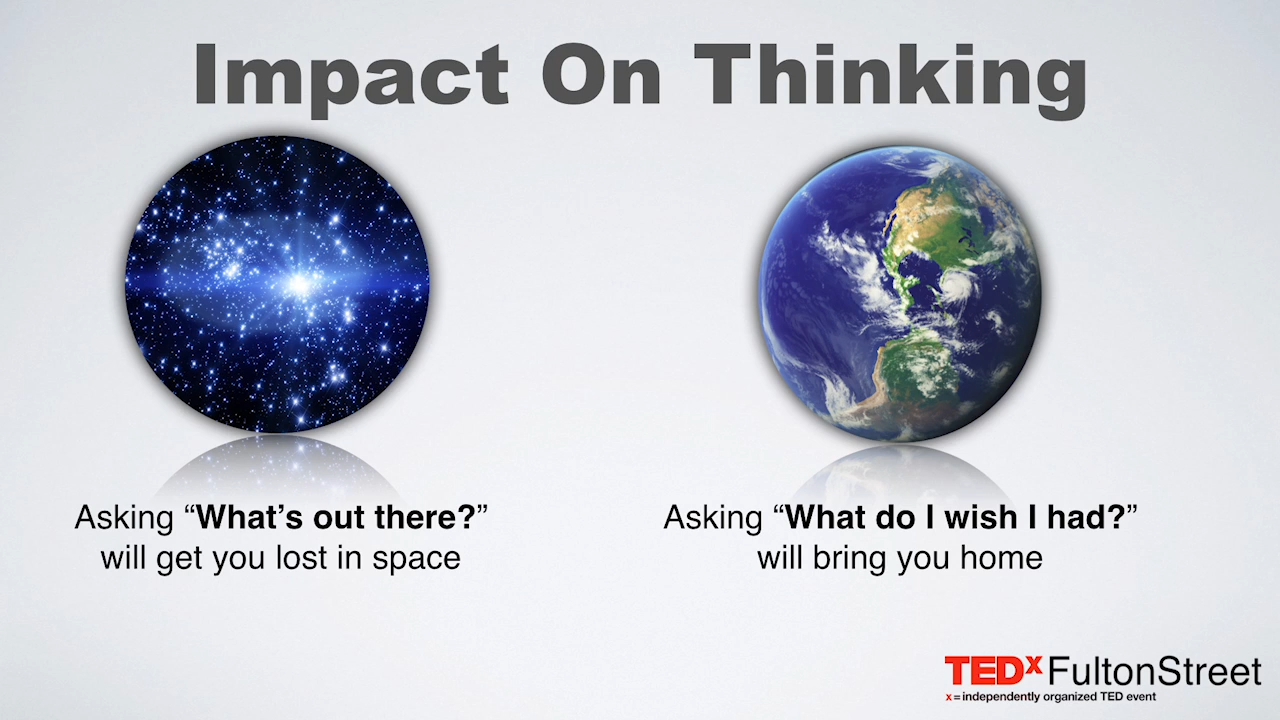 Impact On Thinking
Asking “What’s out there?”
will get you lost in space
Asking “What do I wish I had?”
will bring you home
TEDxFultonStreet
x = independently organized TED event